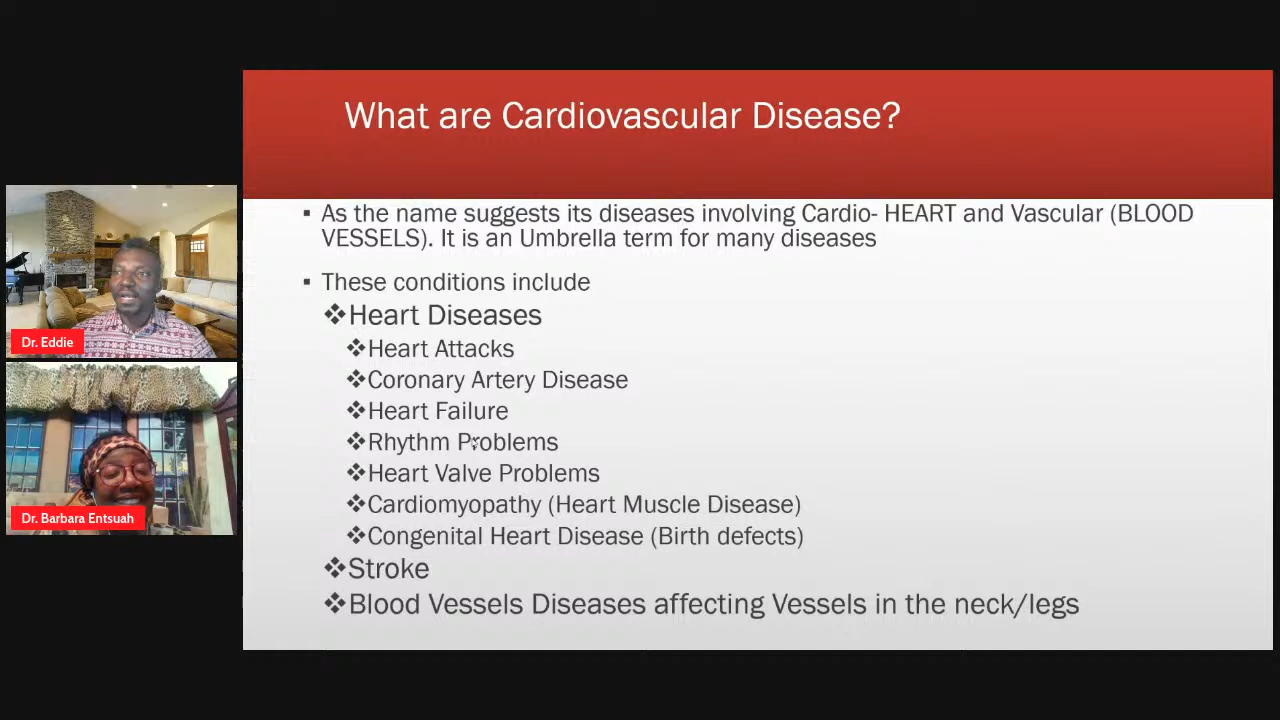 What are Cardiovascular Disease?
▪ As the name suggests its diseases involving Cardio- HEART and Vascular (BLOOD
VESSELS). It is an Umbrella term for many diseases
▪ These conditions include
❖Heart Diseases
❖Heart Attacks
❖Coronary Artery Disease
❖Heart Failure
❖Rhythm Problems
❖Heart Valve Problems
❖Cardiomyopathy (Heart Muscle Disease)
❖Congenital Heart Disease (Birth defects)
❖Stroke
❖Blood Vessels Diseases affecting Vessels in the neck/legs
Dr. Eddie
Dr. Barbara Entsuah